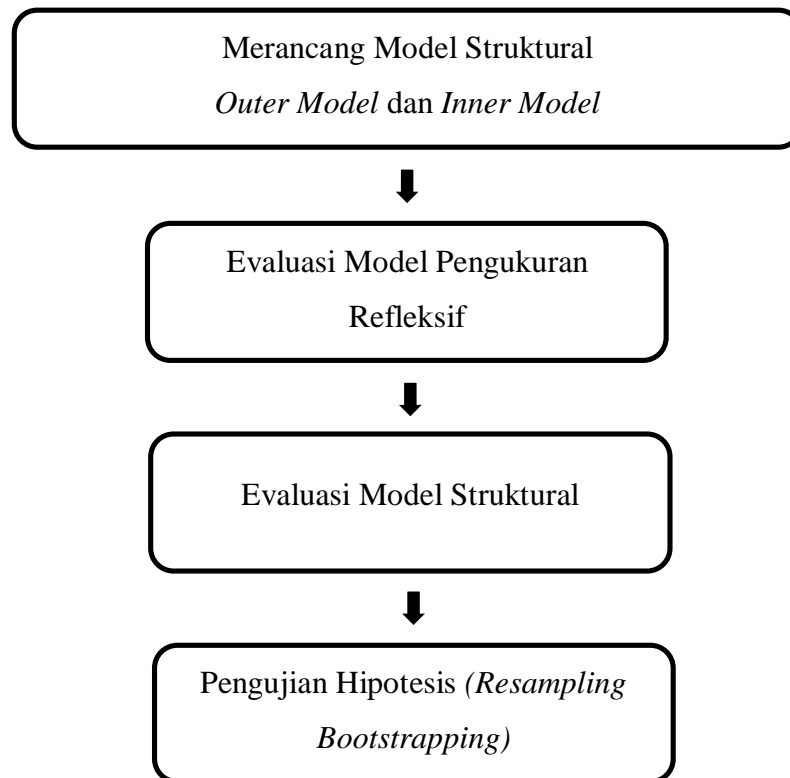 Merancang Model Struktural
Outer Model dan Inner Model
Evaluasi Model Pengukuran
Refleksif
Evaluasi Model Struktural
Pengujian Hipotesis (Resampling
Bootstrapping)